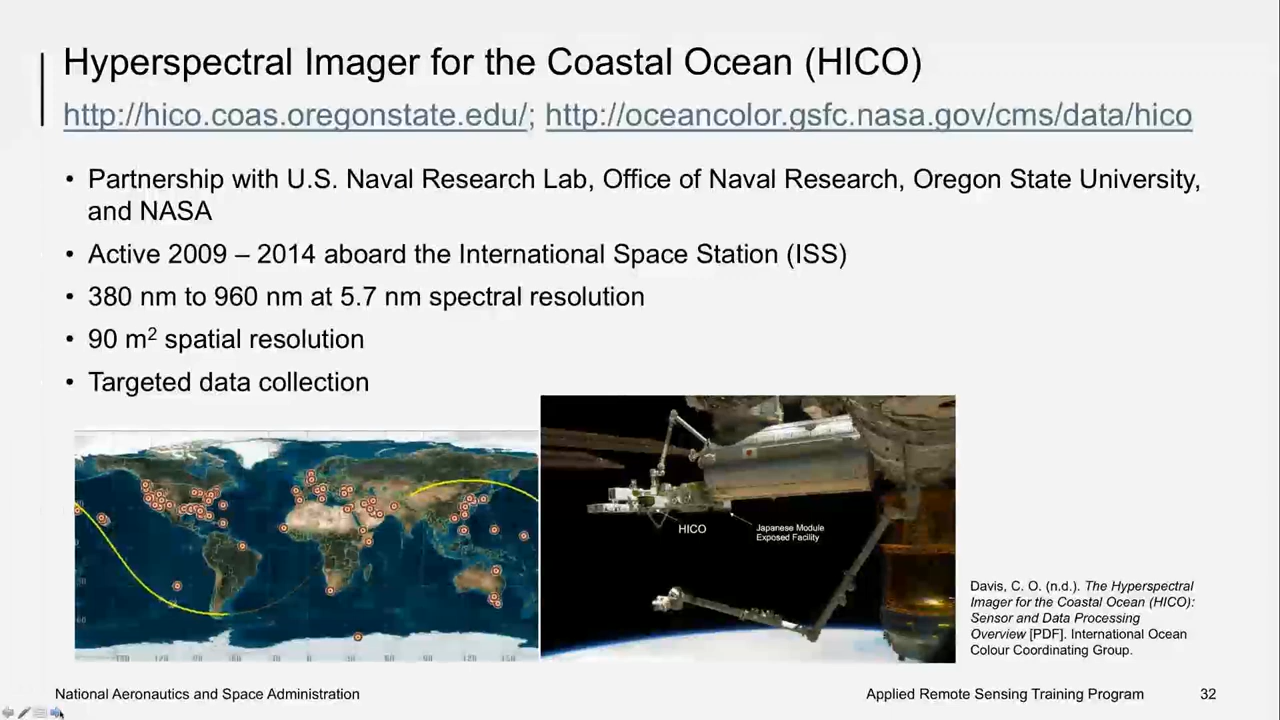 Hyperspectral Imager for the Coastal Ocean (HICO)
http://hico.coas.oregonstate.edu/; http://oceancolor.gsfc.nasa.gov/cms/data/hico
• Partnership with U.S. Naval Research Lab, Office of Naval Research, Oregon State University,
and NASA
• Active 2009 – 2014 aboard the International Space Station (ISS)
• 380 nm to 960 nm at 5.7 nm spectral resolution
• 90 m² spatial resolution
• Targeted data collection
HICO
Japanese Module
Exposed Facility
Davis, C. O. (n.d.). The Hyperspectral
Imager for the Coastal Ocean (HICO):
Sensor and Data Processing
Overview [PDF]. International Ocean
Colour Coordinating Group.
National Aeronautics and Space Administration
Applied Remote Sensing Training Program
32